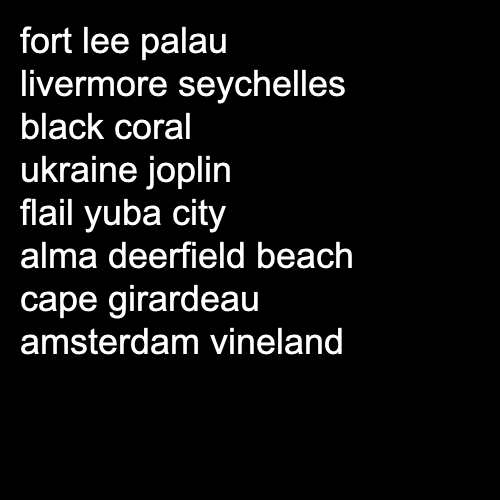 fort lee palau
livermore seychelles
black coral
ukraine joplin
flail yuba city
alma deerfield beach
cape girardeau
amsterdam vineland